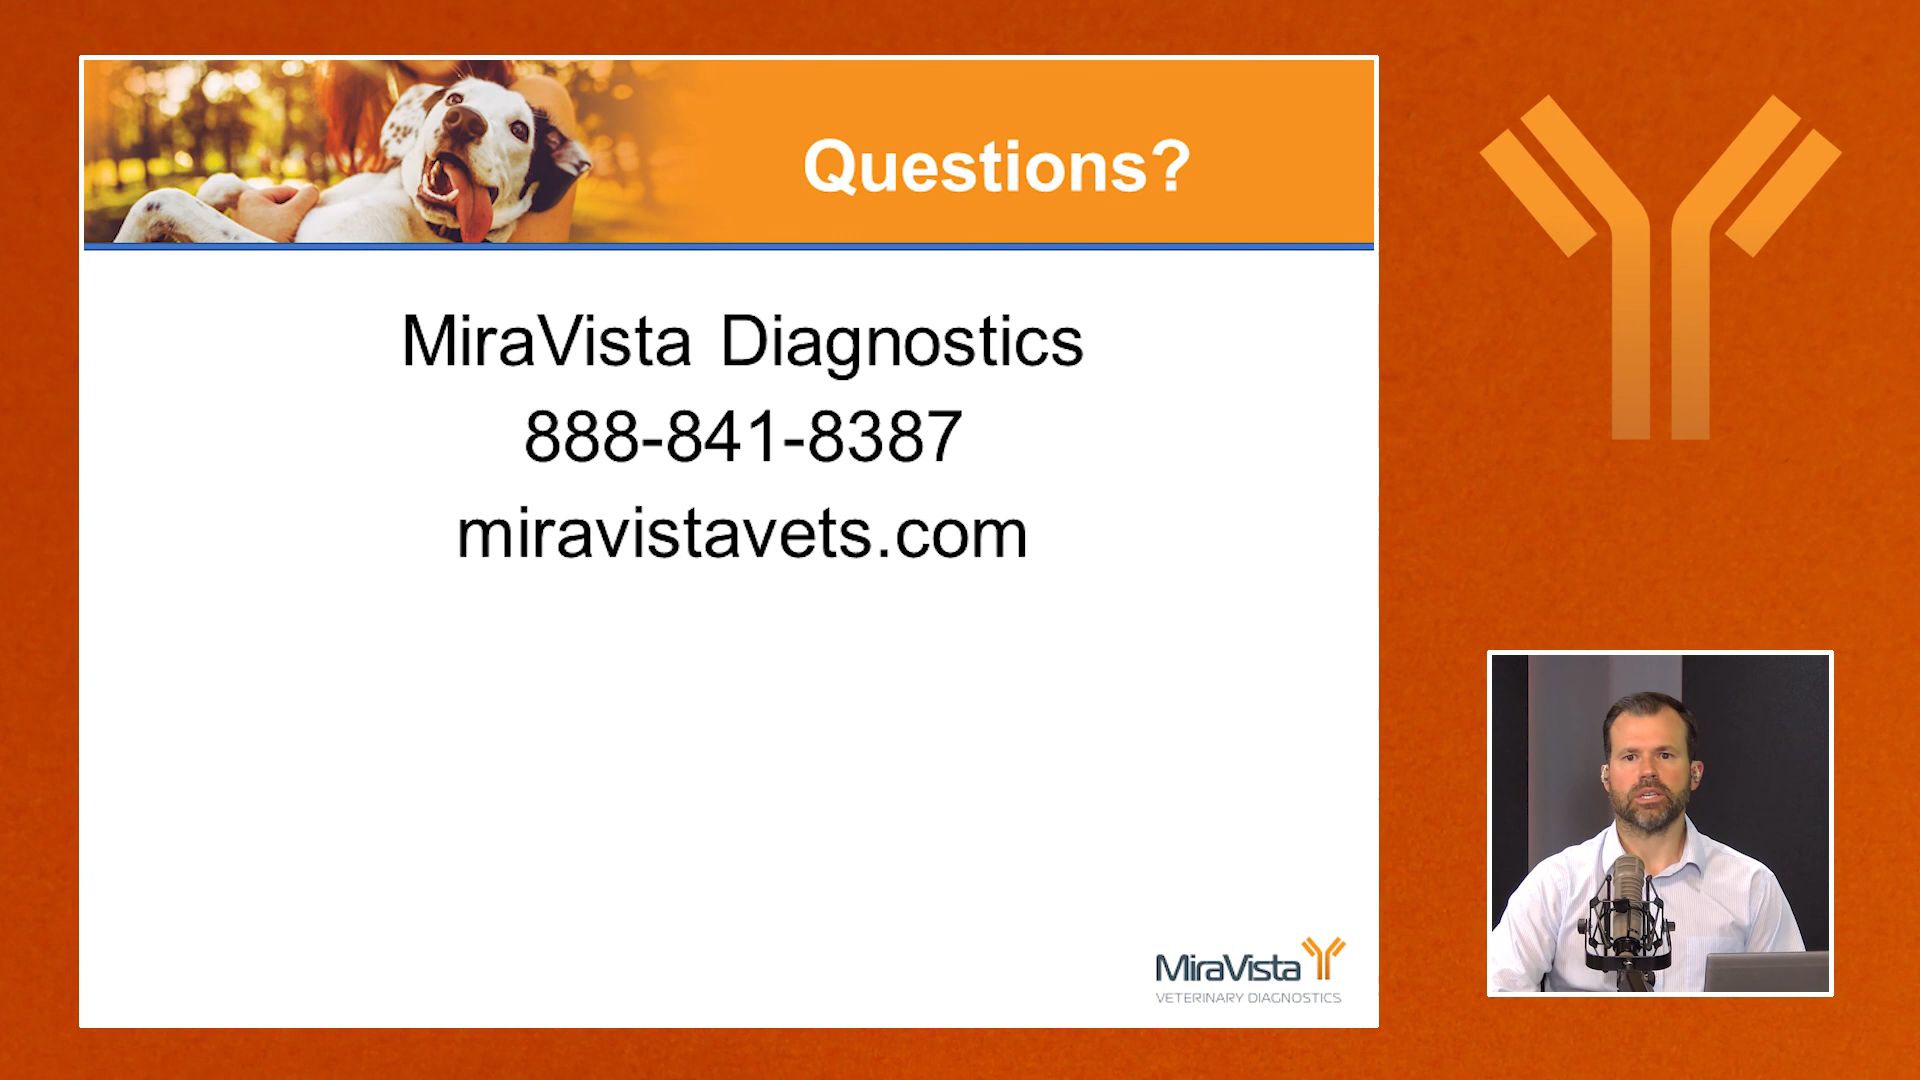 Questions?
MiraVista Diagnostics
888-841-8387
miravistavets.com
MiraVista
VETERINARY DIAGNOSTICS